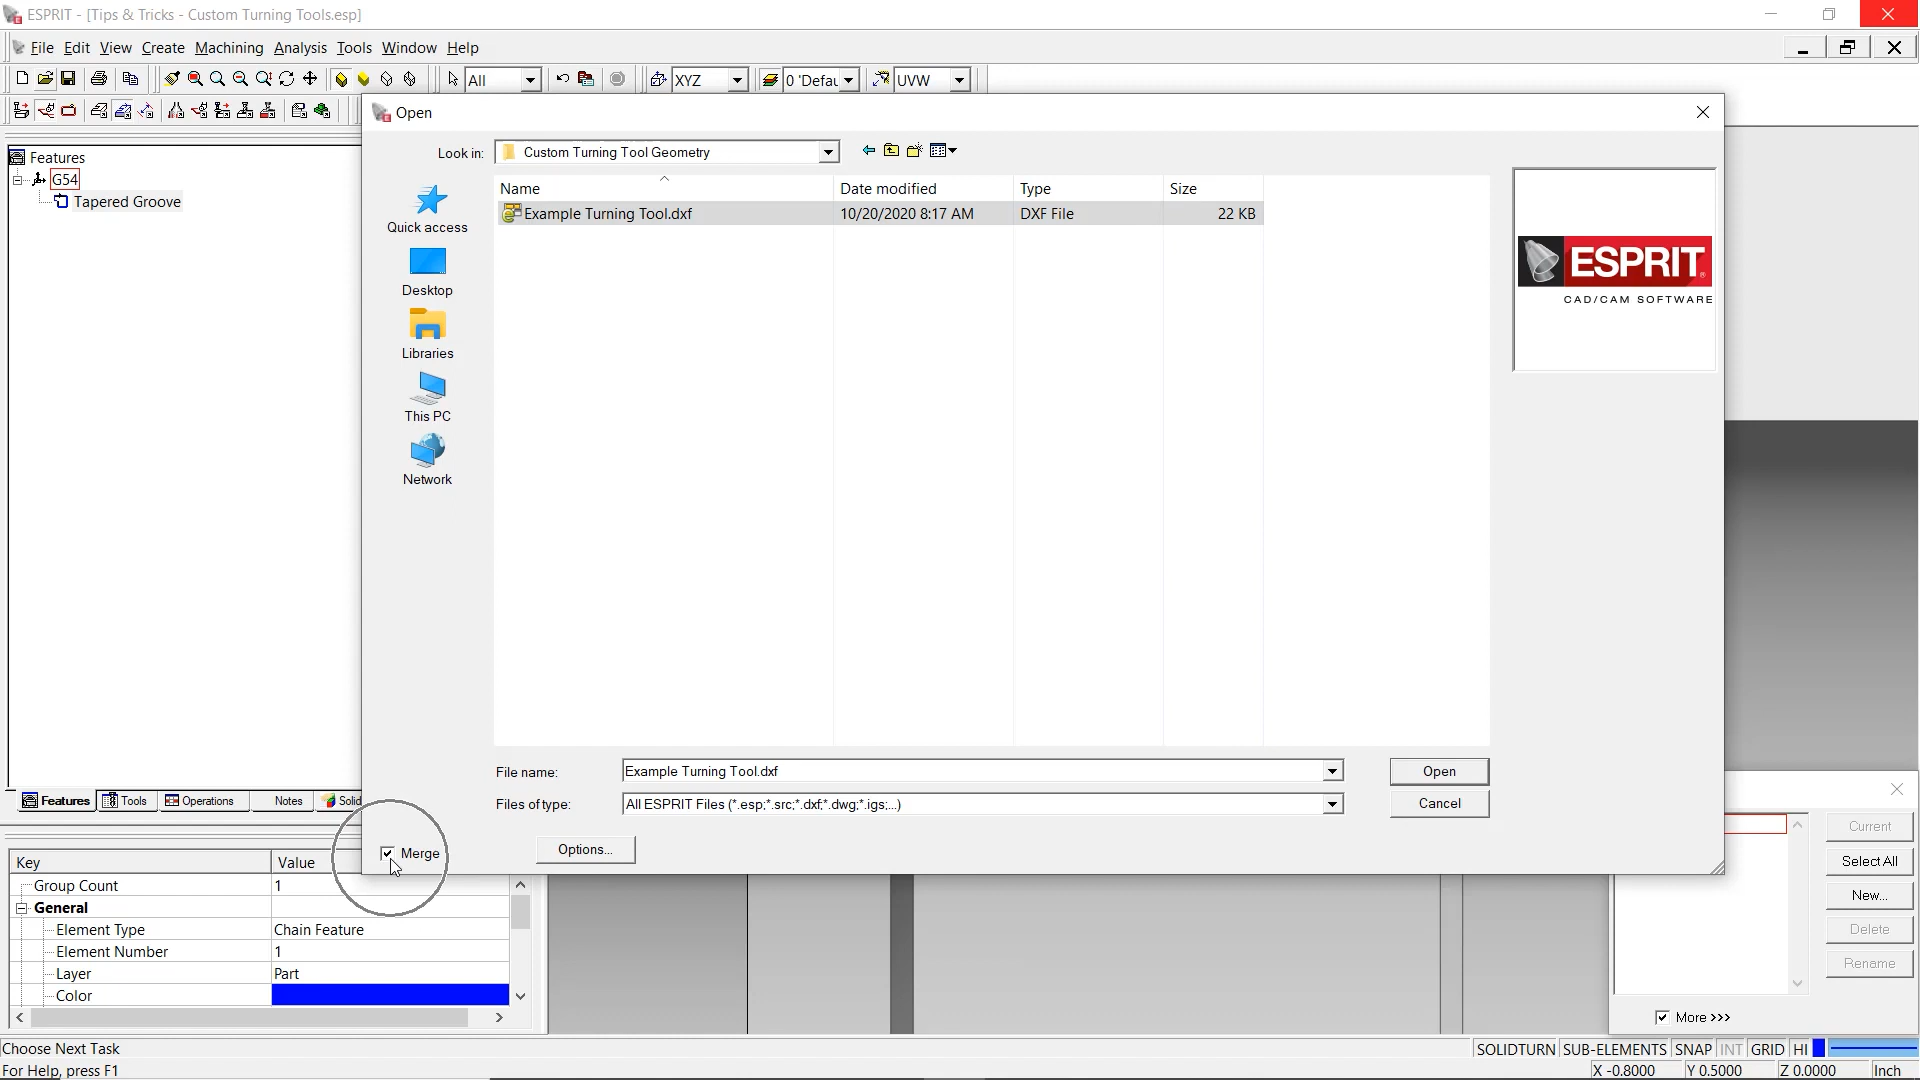 ESPRIT - [Tips & Tricks - Custom Turning Tools.esp]
File Edit View Create Machining Analysis Tools Window Help
All XYZ 0 'Defau UVW
Open
Look in: Custom Turning Tool Geometry
Features
G54
Tapered Groove
Name Date modified Type Size
Example Turning Tool.dxf 10/20/2020 8:17 AM DXF File 22 KB
Quick access
Desktop
Libraries
This PC
Network
ESPRIT
CAD/CAM SOFTWARE
File name: Example Turning Tool.dxf Open
Files of type: All ESPRIT Files (*.esp;*.src;*.dxf;*.dwg;*.igs;...) Cancel
Merge Options...
Features Tools Operations Notes Solid
Key Value
Group Count 1
General
Element Type Chain Feature
Element Number 1
Layer Part
Color
Current
Select All
New...
Delete
Rename
More >>>
Choose Next Task SOLIDTURN SUB-ELEMENTS SNAP INT GRID HI
For Help, press F1 X -0.8000 Y 0.5000 Z 0.0000 Inch